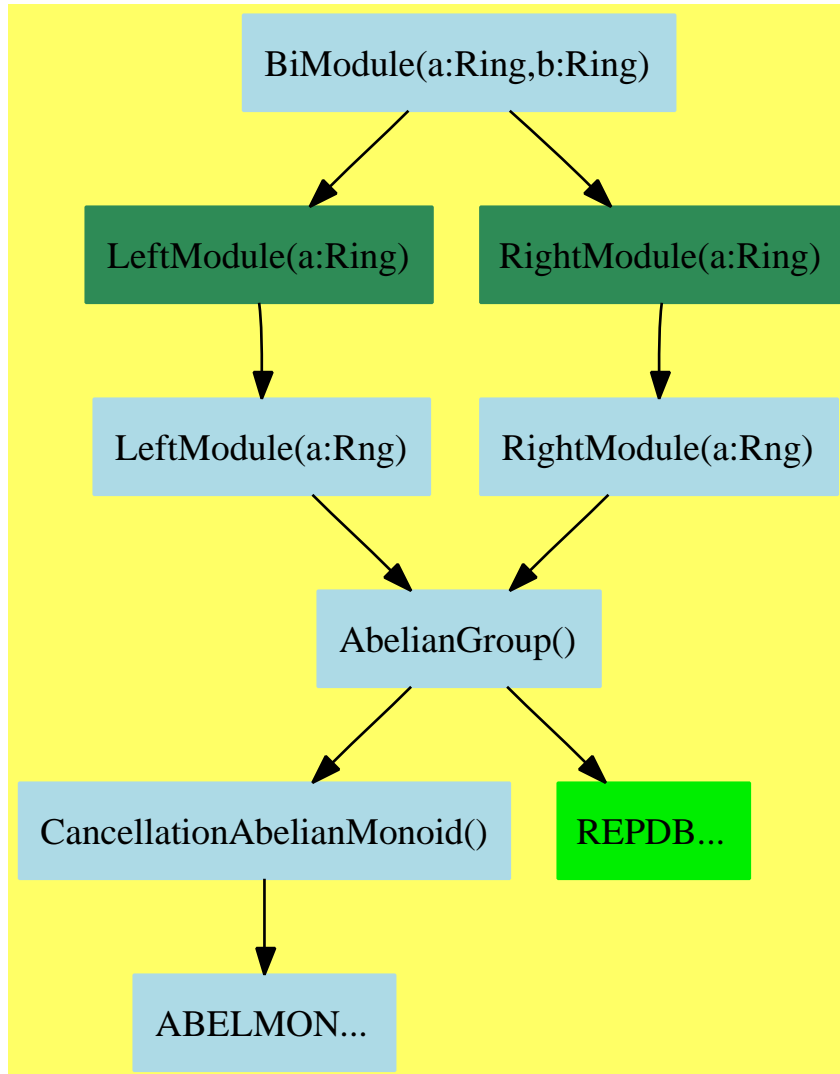 BiModule(a:Ring,b:Ring)
LeftModule(a:Ring)
RightModule(a:Ring)
LeftModule(a:Rng)
RightModule(a:Rng)
AbelianGroup()
CancellationAbelianMonoid()
REPDB...
ABELMON...